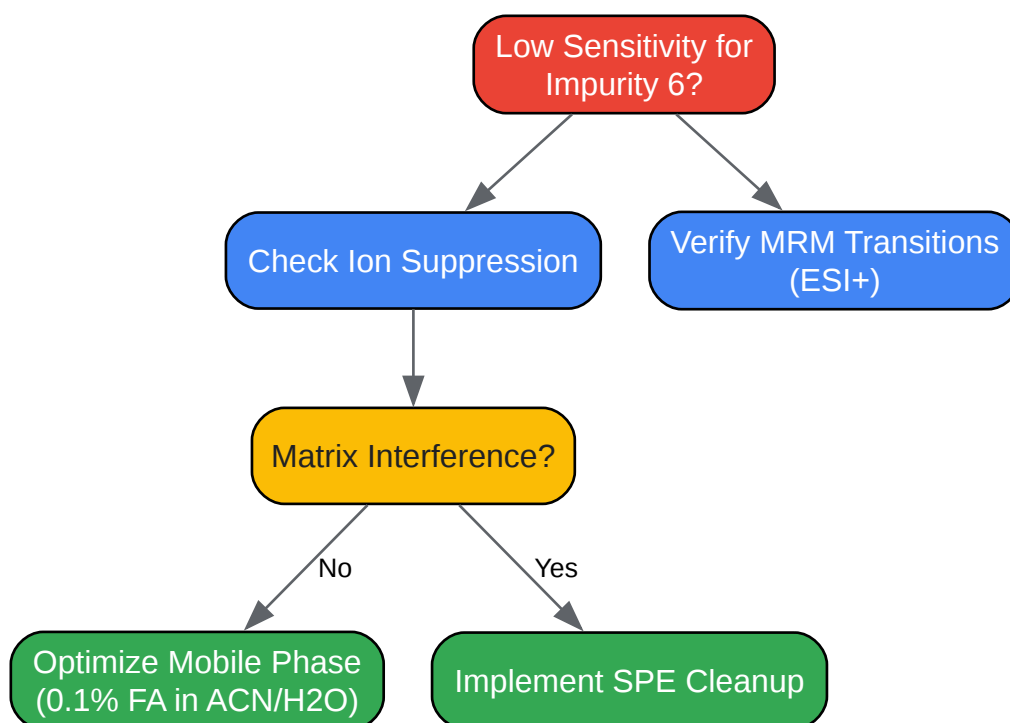 Low Sensitivity for
Impurity 6?
Check Ion Suppression
Verify MRM Transitions
(ESI+)
Matrix Interference?
No
Yes
Optimize Mobile Phase
(0.1% FA in ACN/H2O)
Implement SPE Cleanup